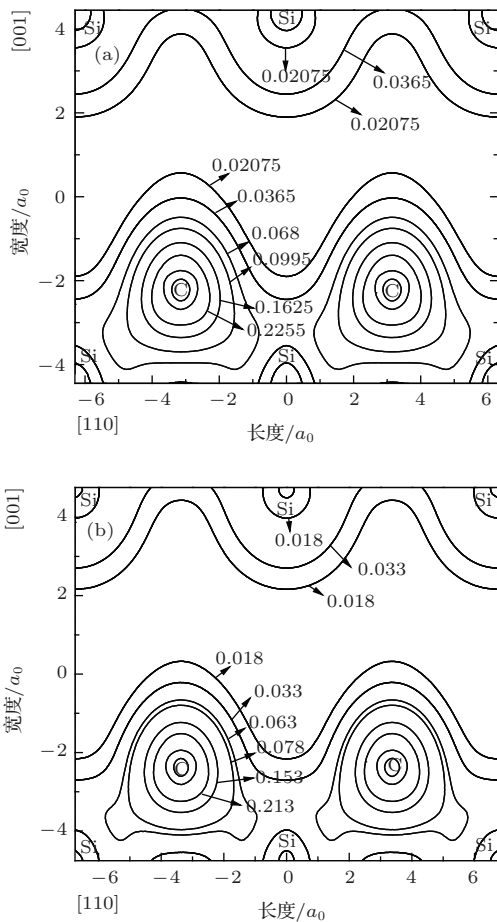 [001]
4
2
0
−2
−4
宽度/a₀
(a)
Si
Si
Si
0.02075
0.0365
0.02075
0.02075
0.0365
0.068
0.0995
0.1625
0.2255
C
C
Si
Si
Si
−6
−4
−2
0
2
4
6
[110]
长度/a₀
[001]
4
2
0
−2
−4
宽度/a₀
(b)
Si
Si
Si
0.018
0.033
0.018
0.018
0.033
0.063
0.078
0.153
0.213
C
C
Si
Si
Si
−6
−4
−2
0
2
4
6
[110]
长度/a₀